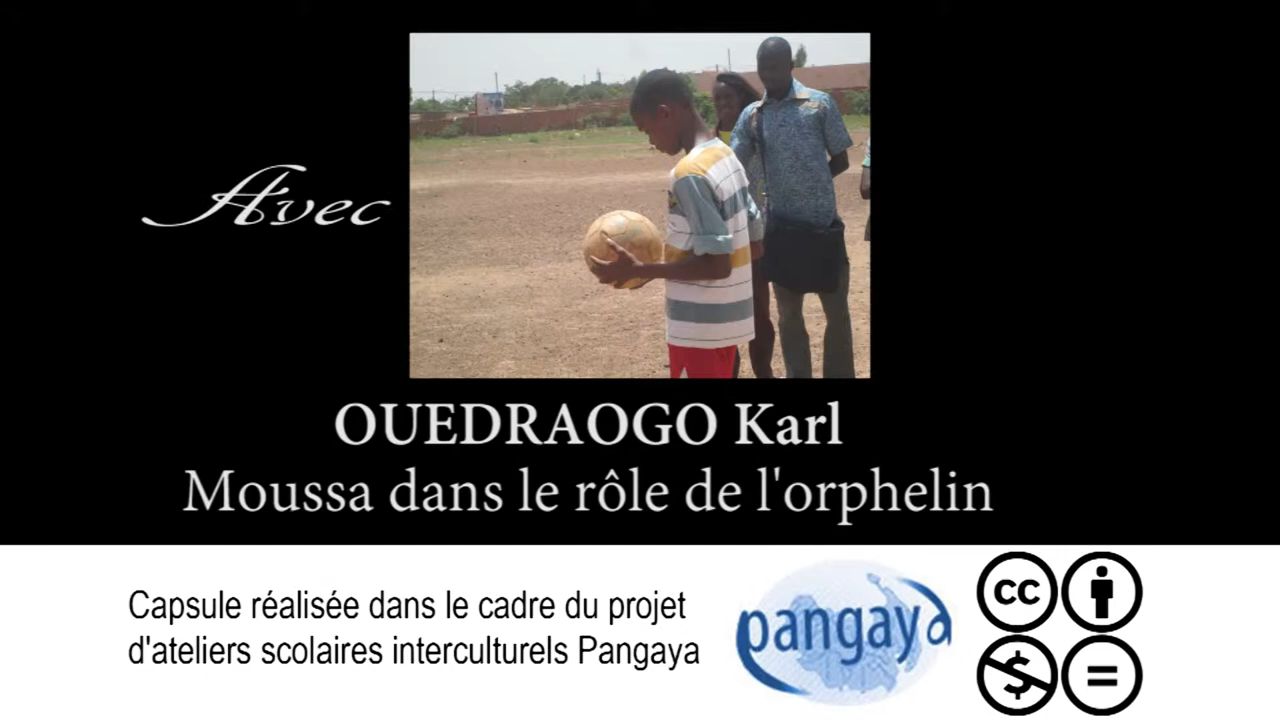 Avec
OUEDRAOGO Karl
Moussa dans le rôle de l'orphelin
Capsule réalisée dans le cadre du projet
d'ateliers scolaires interculturels Pangaya
pangaya
cc
$
=